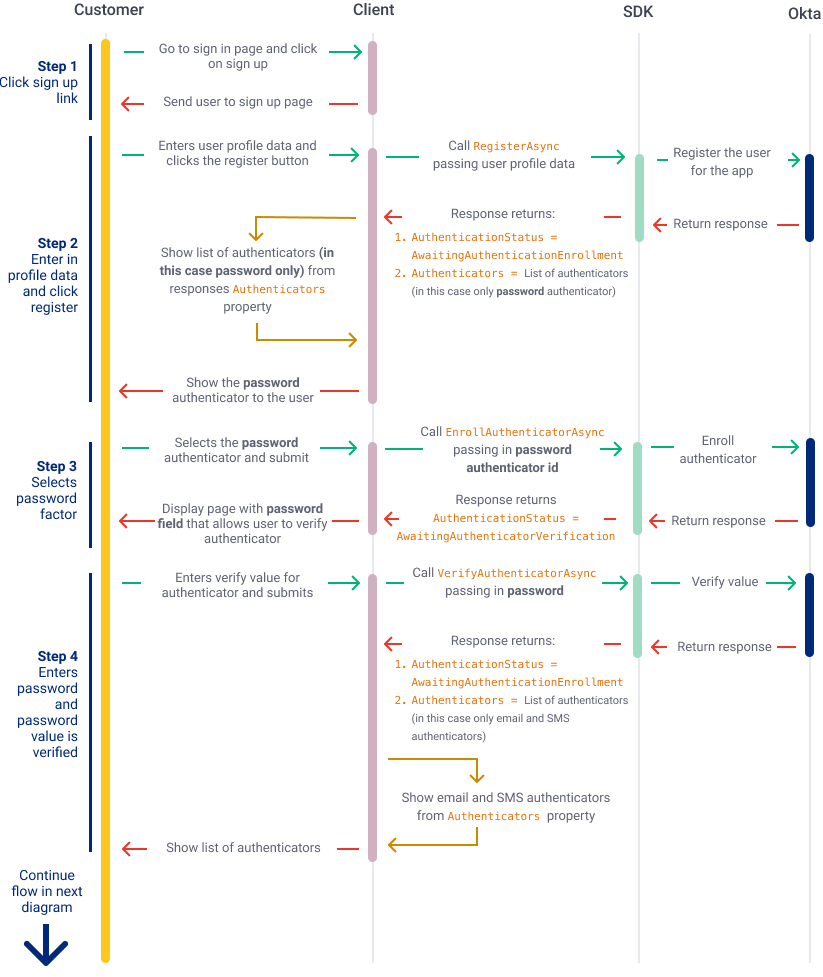 Customer
Client
SDK
Okta
Step 1
Click sign up
link
Go to sign in page and click
on sign up
Send user to sign up page
Step 2
Enter in
profile data
and click
register
Enters user profile data and
clicks the register button
Call RegisterAsync
passing user profile data
Register the user
for the app
Return response
Response returns:
1. AuthenticationStatus =
AwaitingAuthenticationEnrollment
2. Authenticators = List of authenticators
(in this case only password authenticator)
Show list of authenticators (in
this case password only) from
responses Authenticators
property
Show the password
authenticator to the user
Step 3
Selects
password
factor
Selects the password
authenticator and submit
Call EnrollAuthenticatorAsync
passing in password
authenticator id
Enroll
authenticator
Return response
Response returns
AuthenticationStatus =
AwaitingAuthenticatorVerification
Display page with password
field that allows user to verify
authenticator
Step 4
Enters
password
and
password
value is
verified
Enters verify value for
authenticator and submits
Call VerifyAuthenticatorAsync
passing in password
Verify value
Return response
Response returns:
1. AuthenticationStatus =
AwaitingAuthenticationEnrollment
2. Authenticators = List of authenticators
(in this case only email and SMS
authenticators)
Show email and SMS authenticators
from Authenticators property
Show list of authenticators
Continue
flow in next
diagram